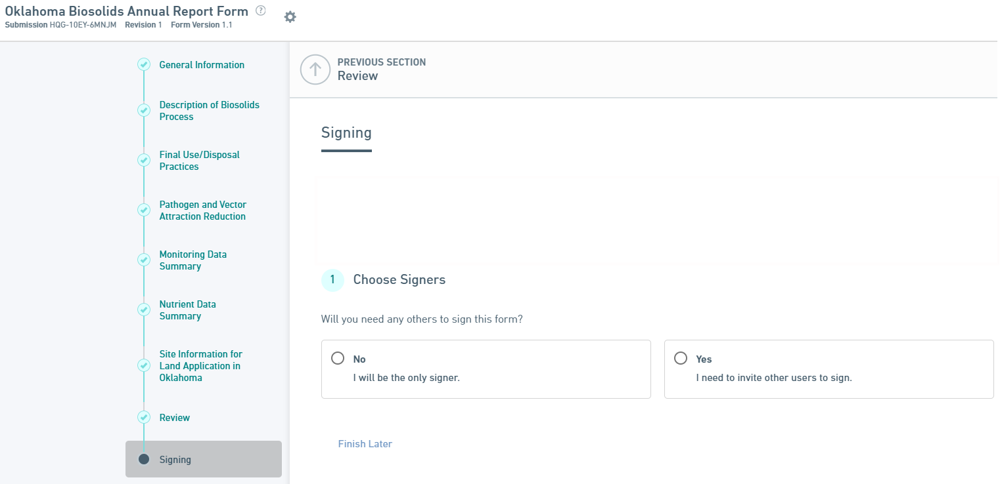 Oklahoma Biosolids Annual Report Form ?
Submission HQG-10EY-6MNJM Revision 1 Form Version 1.1
General Information
Description of Biosolids
Process
Final Use/Disposal
Practices
Pathogen and Vector
Attraction Reduction
Monitoring Data
Summary
Nutrient Data
Summary
Site Information for
Land Application in
Oklahoma
Review
Signing
PREVIOUS SECTION
Review
Signing
1 Choose Signers
Will you need any others to sign this form?
No
I will be the only signer.
Yes
I need to invite other users to sign.
Finish Later